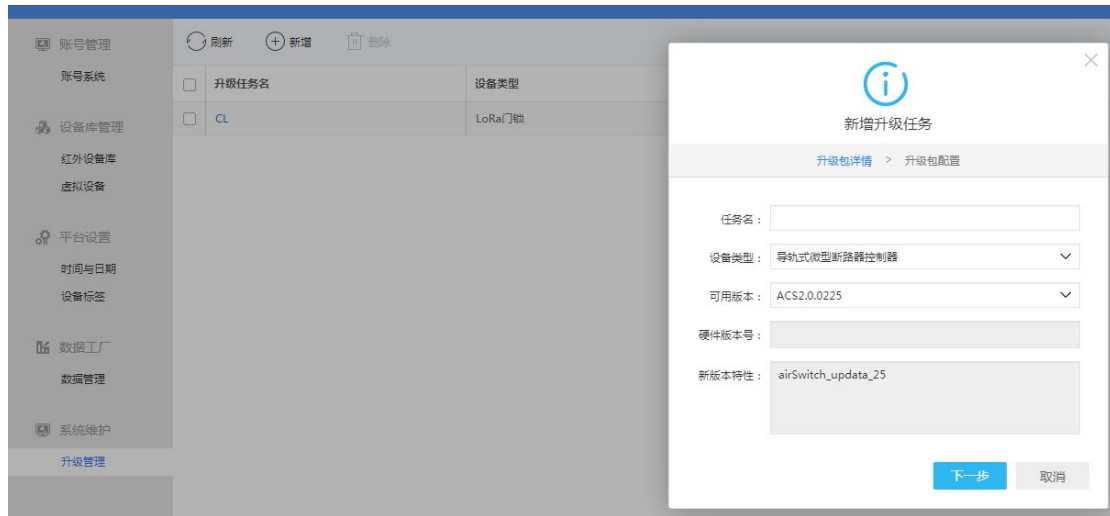 账号管理
账号系统
设备库管理
红外设备库
虚拟设备
平台设置
时间与日期
设备标签
数据工厂
数据管理
系统维护
升级管理
刷新 新增 删除
升级任务名 设备类型
CL LoRa门锁
新增升级任务
升级包详情 > 升级包配置
任务名：
设备类型： 导轨式微型断路器控制器
可用版本： ACS2.0.0225
硬件版本号：
新版本特性： airSwitch_updata_25
下一步 取消